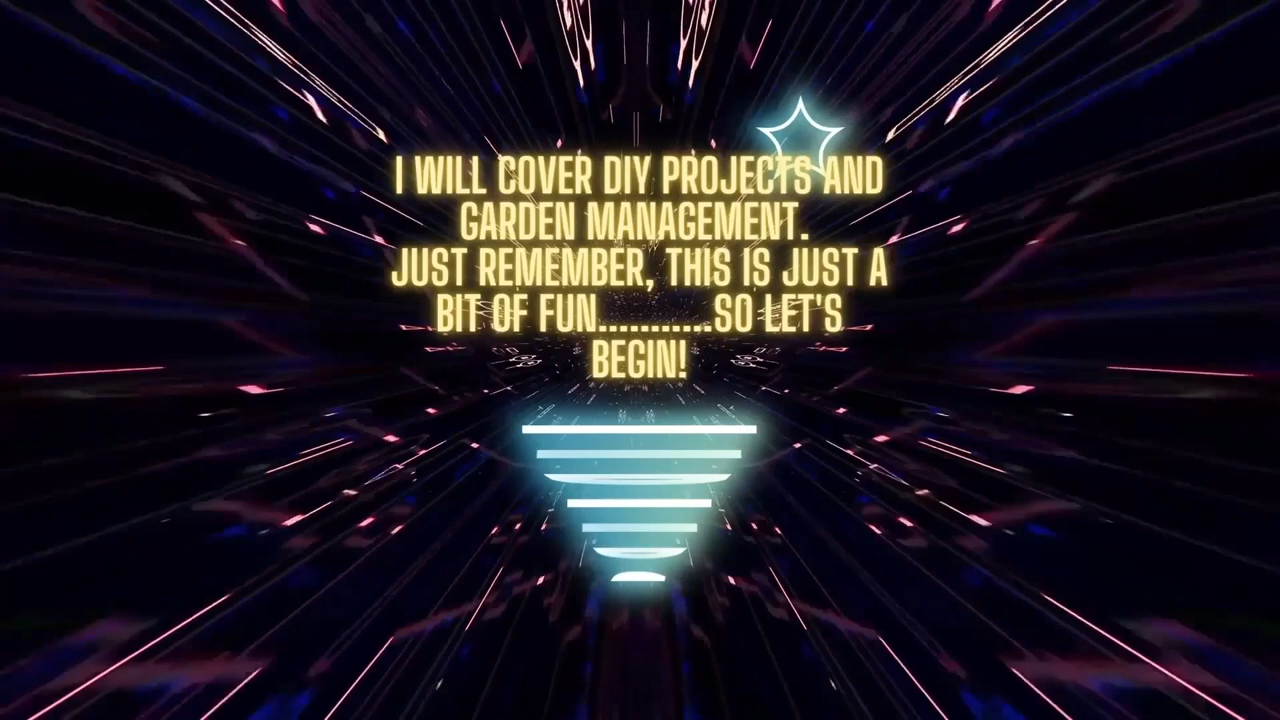 I WILL COVER DIY PROJECTS AND
GARDEN MANAGEMENT.
JUST REMEMBER, THIS IS JUST A
BIT OF FUN............SO LET'S
BEGIN!